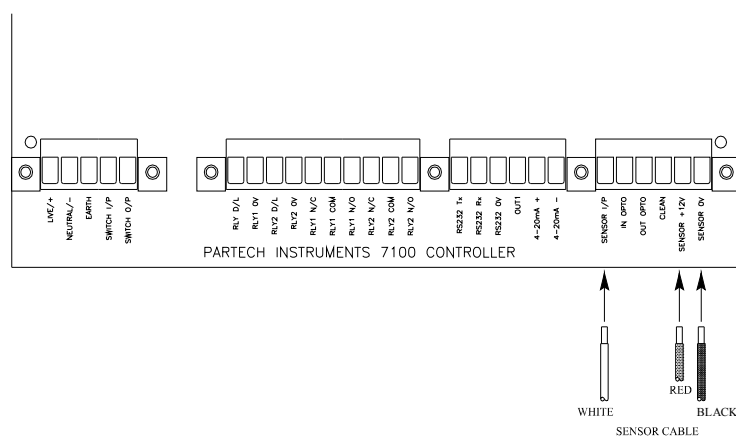 LIVE/+
NEUTRAL/-
EARTH
SWITCH I/P
SWITCH O/P
RLY D/L
RLY1 0V
RLY2 D/L
RLY2 0V
RLY1 N/C
RLY1 COM
RLY1 N/O
RLY2 N/C
RLY2 COM
RLY2 N/O
RS232 Tx
RS232 Rx
RS232 0V
OUT1
4-20mA +
4-20mA -
SENSOR I/P
IN OPTO
OUT OPTO
CLEAN
SENSOR +12V
SENSOR 0V
PARTECH INSTRUMENTS 7100 CONTROLLER
WHITE
RED
BLACK
SENSOR CABLE